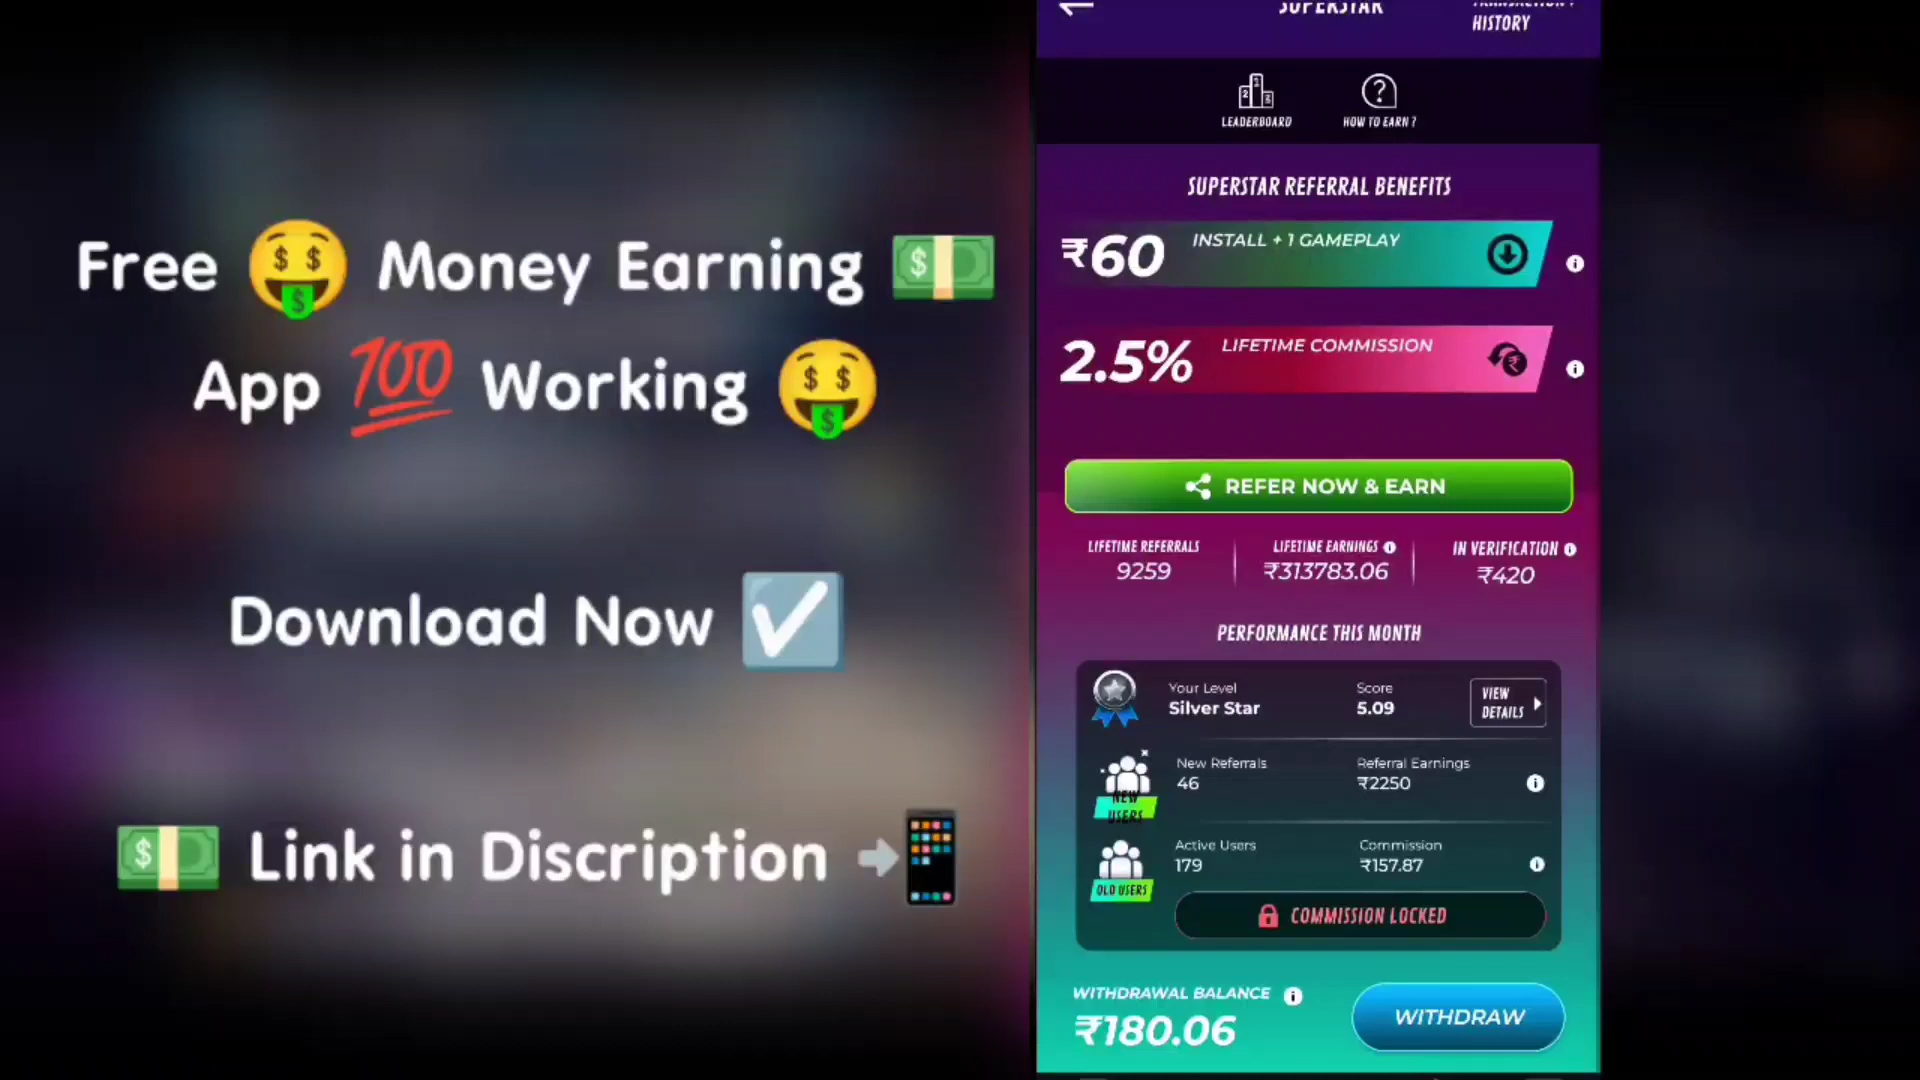 Free 🤑 Money Earning 💵
App 💯 Working 🤑
Download Now ☑
💵 Link in Discription ➡📱
SUPERSTAR
HISTORY
LEADERBOARD
HOW TO EARN ?
SUPERSTAR REFERRAL BENEFITS
₹60 INSTALL + 1 GAMEPLAY
2.5% LIFETIME COMMISSION
REFER NOW & EARN
LIFETIME REFERRALS
9259
LIFETIME EARNINGS
₹313783.06
IN VERIFICATION
₹420
PERFORMANCE THIS MONTH
Your Level
Silver Star
Score
5.09
VIEW
DETAILS
NEW
USERS
New Referrals
46
Referral Earnings
₹2250
OLD USERS
Active Users
179
Commission
₹157.87
COMMISSION LOCKED
WITHDRAWAL BALANCE
₹180.06
WITHDRAW